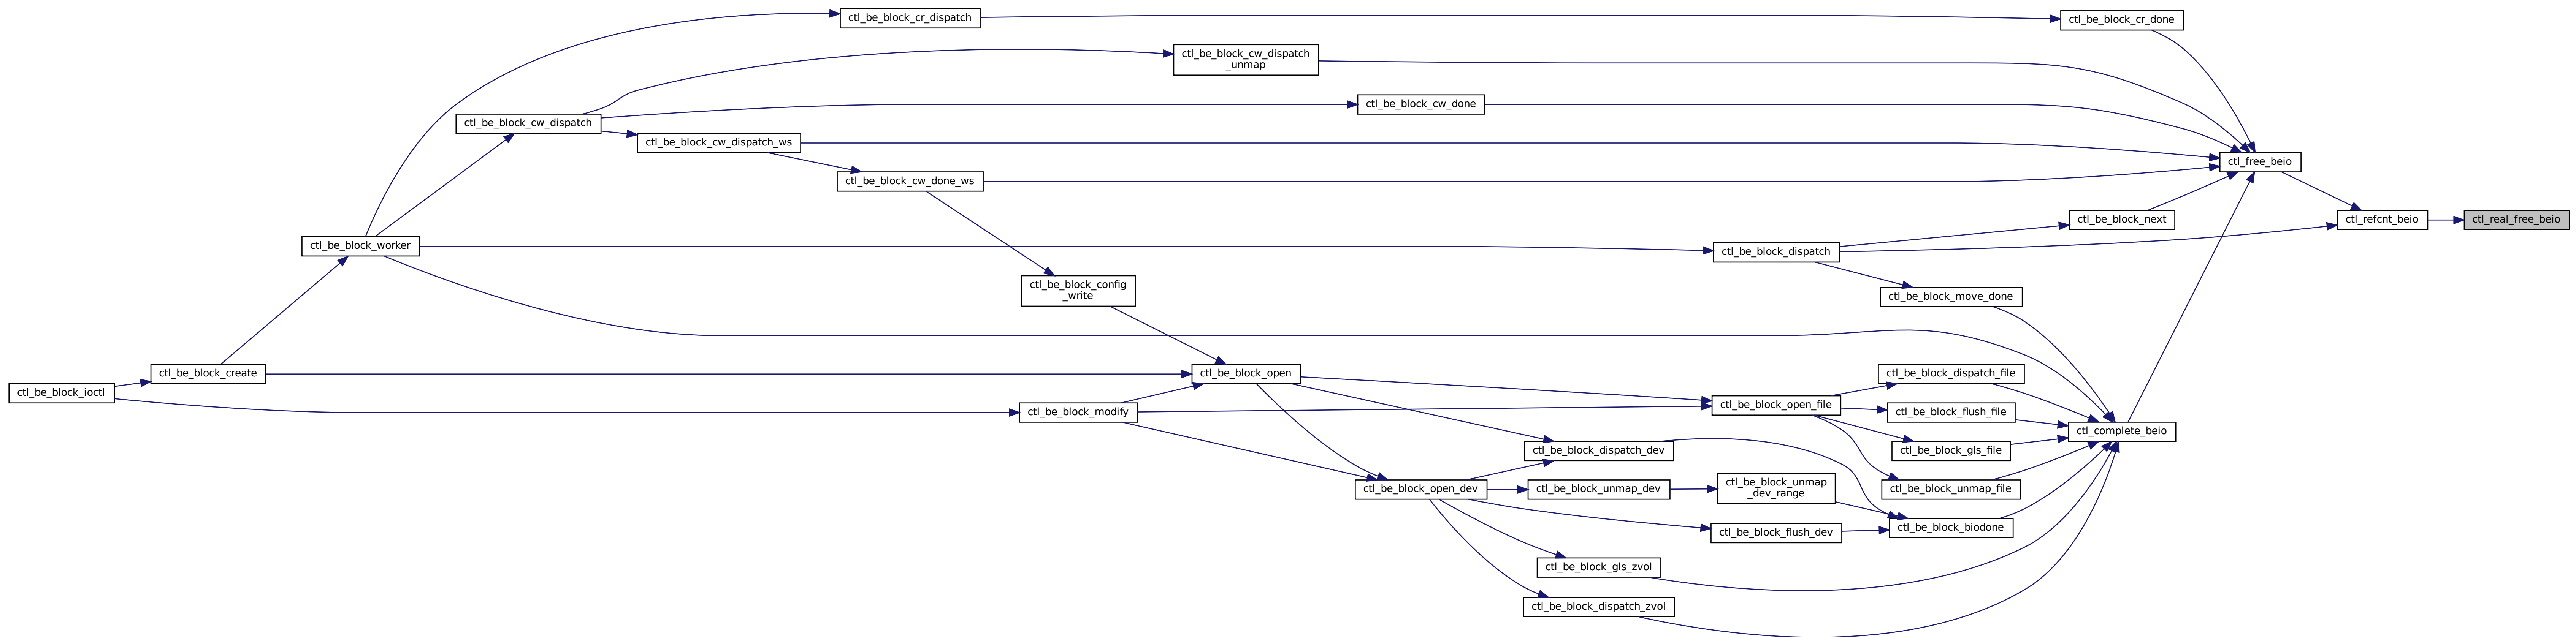 ctl_be_block_cr_dispatch
ctl_be_block_cr_done
ctl_be_block_cw_dispatch
_unmap
ctl_be_block_cw_done
ctl_be_block_cw_dispatch
ctl_be_block_cw_dispatch_ws
ctl_free_beio
ctl_be_block_cw_done_ws
ctl_be_block_next
ctl_refcnt_beio
ctl_real_free_beio
ctl_be_block_worker
ctl_be_block_dispatch
ctl_be_block_config
_write
ctl_be_block_move_done
ctl_be_block_create
ctl_be_block_open
ctl_be_block_dispatch_file
ctl_be_block_ioctl
ctl_be_block_modify
ctl_be_block_open_file
ctl_be_block_flush_file
ctl_complete_beio
ctl_be_block_dispatch_dev
ctl_be_block_gls_file
ctl_be_block_open_dev
ctl_be_block_unmap_dev
ctl_be_block_unmap
_dev_range
ctl_be_block_unmap_file
ctl_be_block_flush_dev
ctl_be_block_biodone
ctl_be_block_gls_zvol
ctl_be_block_dispatch_zvol